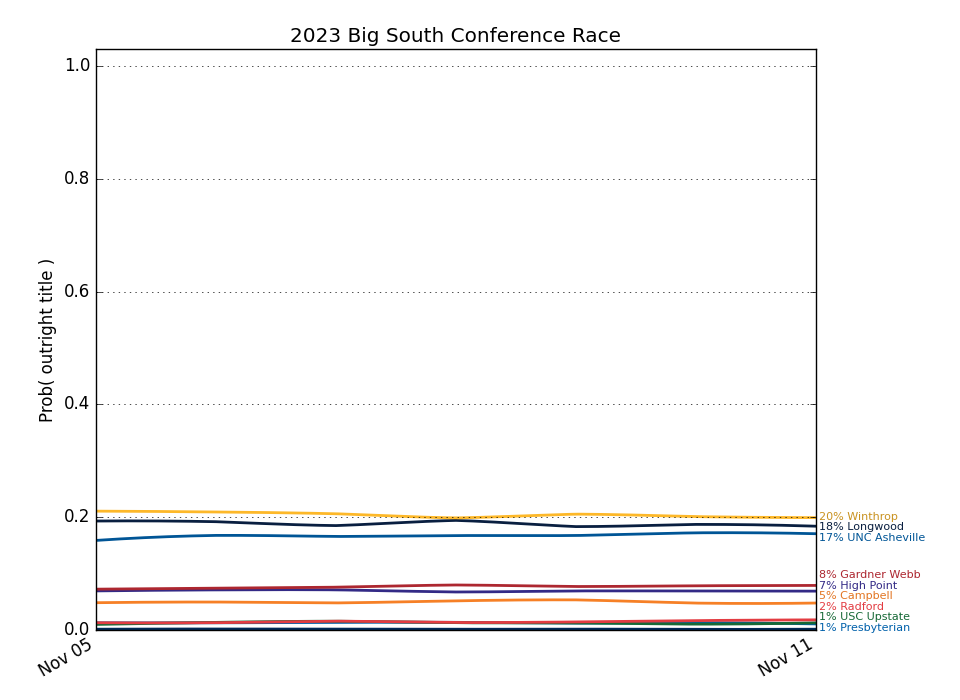 2023 Big South Conference Race
1.0
0.8
0.6
0.4
0.2
0.0
Prob( outright title )
20% Winthrop
18% Longwood
17% UNC Asheville
8% Gardner Webb
7% High Point
5% Campbell
2% Radford
1% USC Upstate
1% Presbyterian
Nov 05
Nov 11